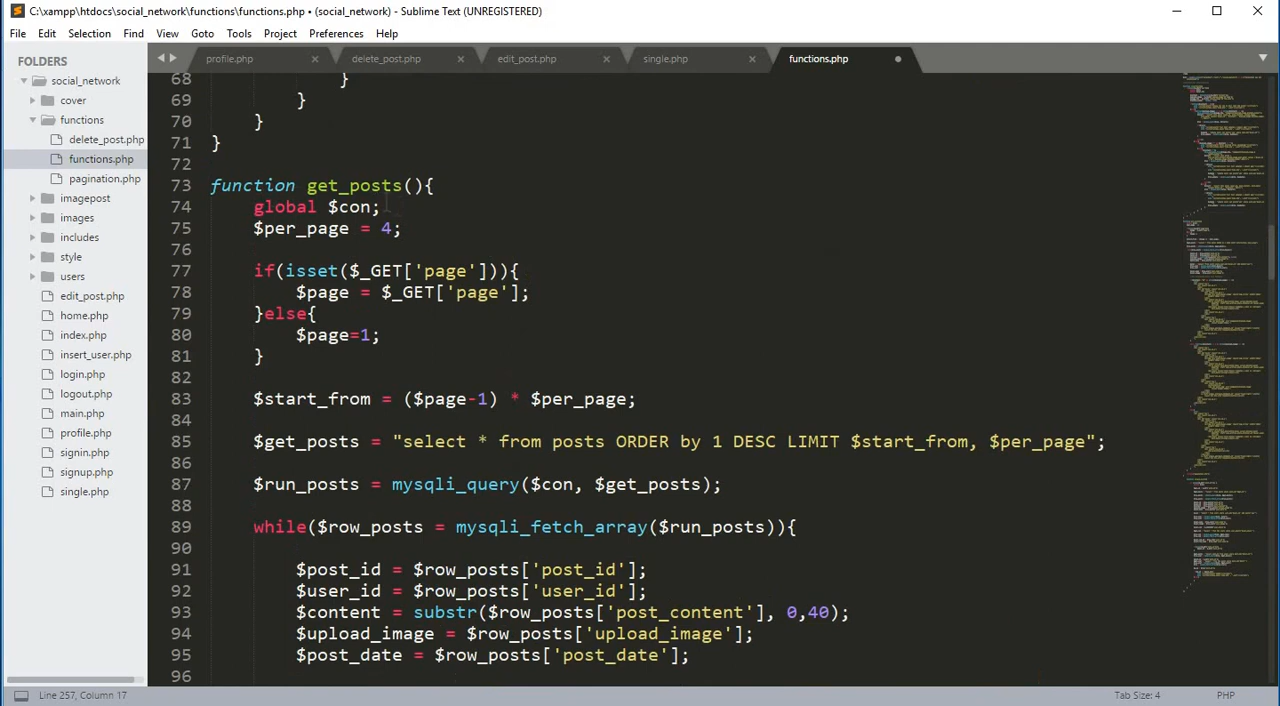 C:\xampp\htdocs\social_network\functions\functions.php • (social_network) - Sublime Text (UNREGISTERED)
File Edit Selection Find View Goto Tools Project Preferences Help
FOLDERS
social_network
cover
functions
delete_post.php
functions.php
pagination.php
imagepost
images
includes
style
users
edit_post.php
home.php
index.php
insert_user.php
login.php
logout.php
main.php
profile.php
signin.php
signup.php
single.php
profile.php delete_post.php edit_post.php single.php functions.php
68 }
69 }
70 }
71 }
72
73 function get_posts(){
74 global $con;
75 $per_page = 4;
76
77 if(isset($_GET['page'])){
78 $page = $_GET['page'];
79 }else{
80 $page=1;
81 }
82
83 $start_from = ($page-1) * $per_page;
84
85 $get_posts = "select * from posts ORDER by 1 DESC LIMIT $start_from, $per_page";
86
87 $run_posts = mysqli_query($con, $get_posts);
88
89 while($row_posts = mysqli_fetch_array($run_posts)){
90
91 $post_id = $row_posts['post_id'];
92 $user_id = $row_posts['user_id'];
93 $content = substr($row_posts['post_content'], 0,40);
94 $upload_image = $row_posts['upload_image'];
95 $post_date = $row_posts['post_date'];
96
Line 257, Column 17 Tab Size: 4 PHP